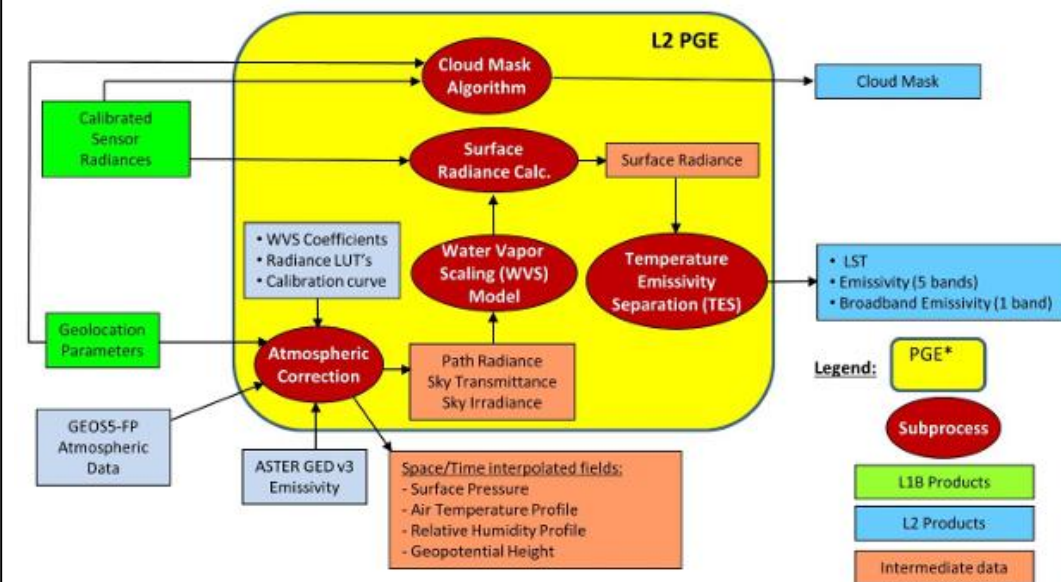 L2 PGE
Cloud Mask
Algorithm
Cloud Mask
Calibrated
Sensor
Radiances
Surface
Radiance Calc.
Surface Radiance
• WVS Coefficients
• Radiance LUT's
• Calibration curve
Water Vapor
Scaling (WVS)
Model
Temperature
Emissivity
Separation (TES)
• LST
• Emissivity (5 bands)
• Broadband Emissivity (1 band)
Geolocation
Parameters
Atmospheric
Correction
Path Radiance
Sky Transmittance
Sky Irradiance
GEOS5-FP
Atmospheric
Data
ASTER GED v3
Emissivity
Space/Time interpolated fields:
- Surface Pressure
- Air Temperature Profile
- Relative Humidity Profile
- Geopotential Height
Legend:
PGE*
Subprocess
L1B Products
L2 Products
Intermediate data